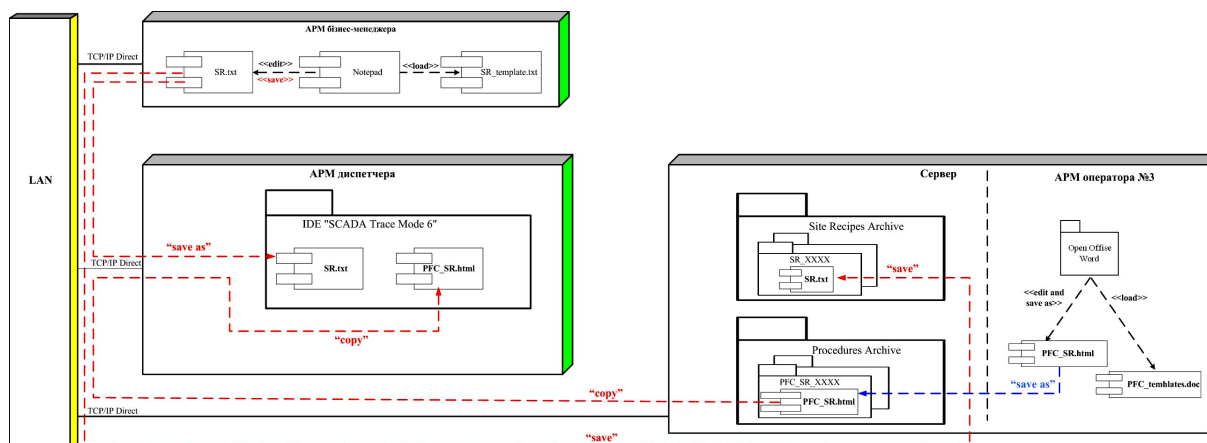 АРМ бізнес-менеджера
TCP/IP Direct
SR.txt
<<edit>>
<<save>>
Notepad
<<load>>
SR_template.txt
LAN
АРМ диспетчера
IDE "SCADA Trace Mode 6"
“save as”
SR.txt
PFC_SR.html
TCP/IP Direct
“copy”
Сервер
АРМ оператора №3
Site Recipes Archive
SR_XXXX
SR.txt
“save”
Open Offise
Word
<<edit and
save as>>
<<load>>
PFC_SR.html
PFC_temhlates.doc
Procedures Archive
PFC_SR_XXXX
PFC_SR.html
“save as”
“copy”
TCP/IP Direct
“save”